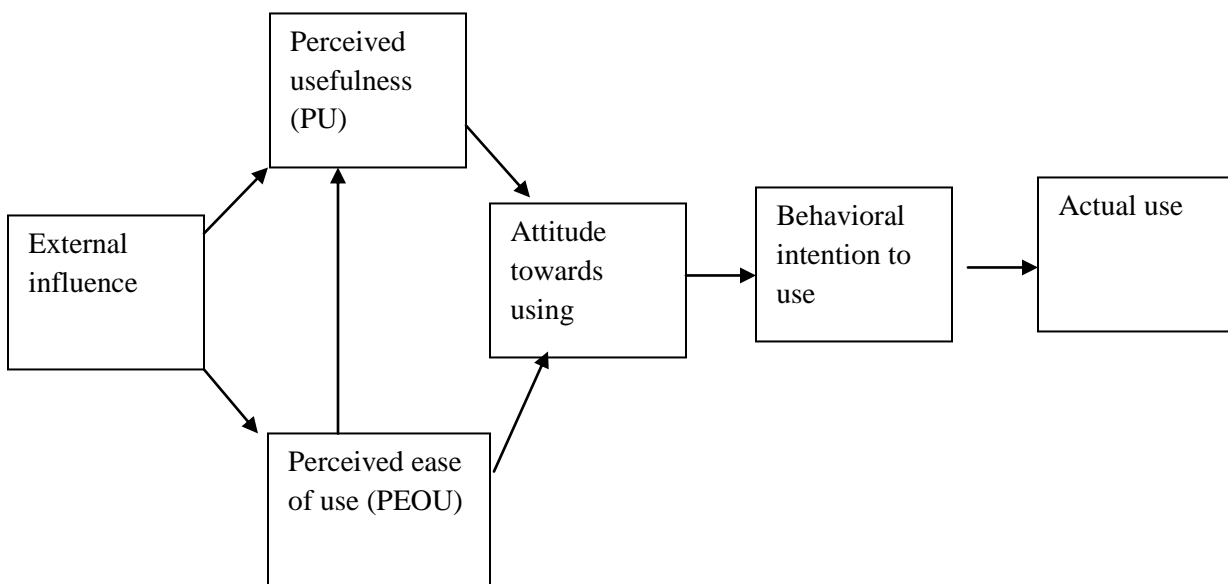 Perceived
usefulness
(PU)
External
influence
Perceived ease
of use (PEOU)
Attitude
towards
using
Behavioral
intention to
use
Actual use